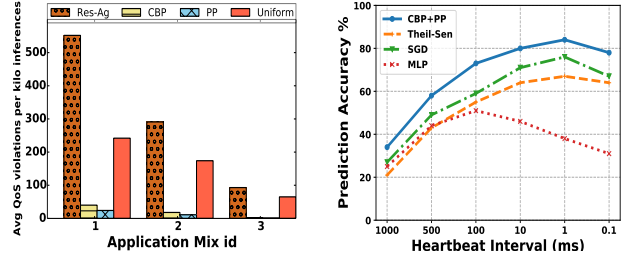 Res-Ag CBP PP Uniform
Avg QoS violations per kilo inferences
500
400
300
200
100
0
1 2 3
Application Mix id
100
80
60
40
20
0
Prediction Accuracy %
CBP+PP
Theil-Sen
SGD
MLP
1000 500 100 10 1 0.1
Heartbeat Interval (ms)